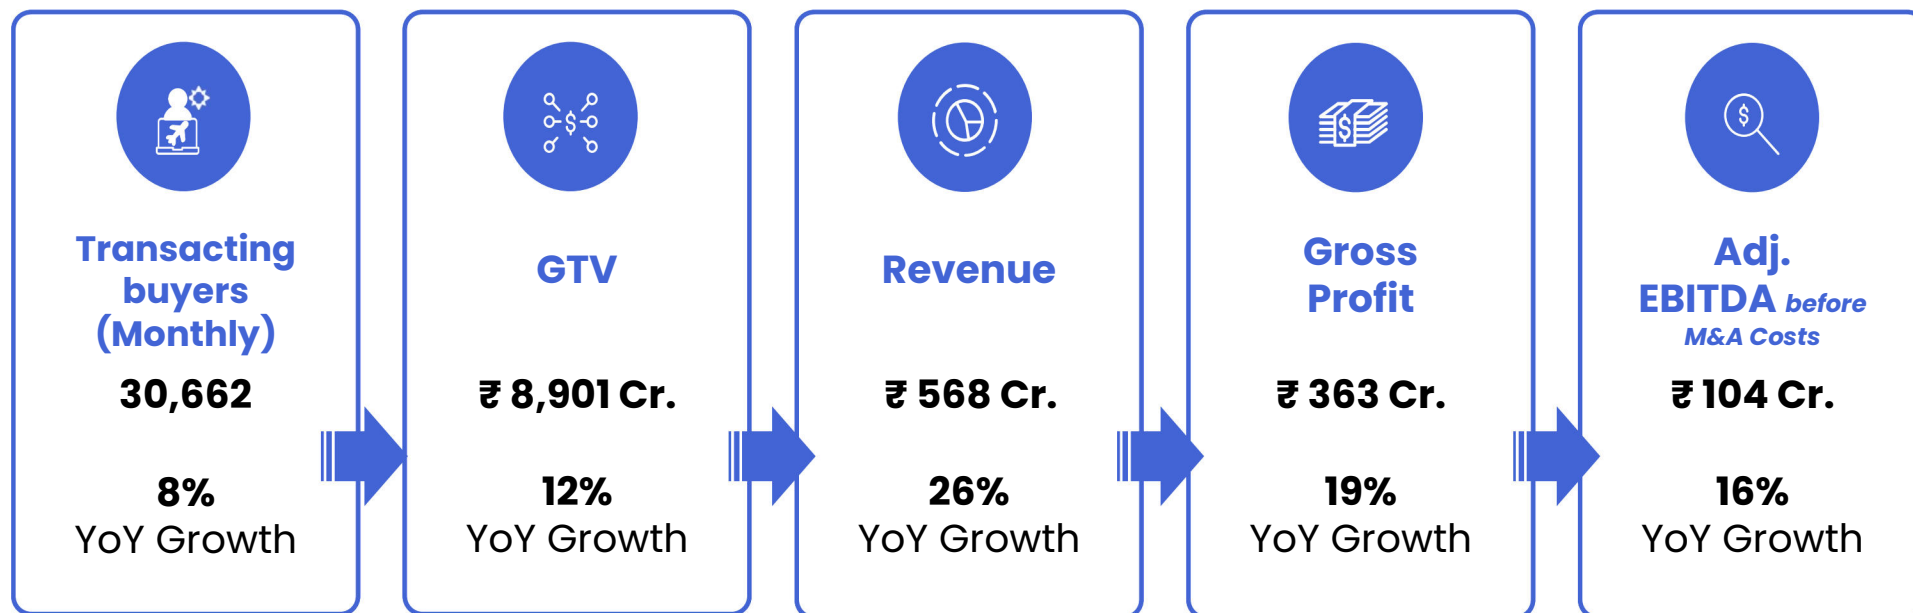 Transacting
buyers
(Monthly)
30,662
8%
YoY Growth
GTV
₹ 8,901 Cr.
12%
YoY Growth
Revenue
₹ 568 Cr.
26%
YoY Growth
Gross
Profit
₹ 363 Cr.
19%
YoY Growth
Adj.
EBITDA before
M&A Costs
₹ 104 Cr.
16%
YoY Growth